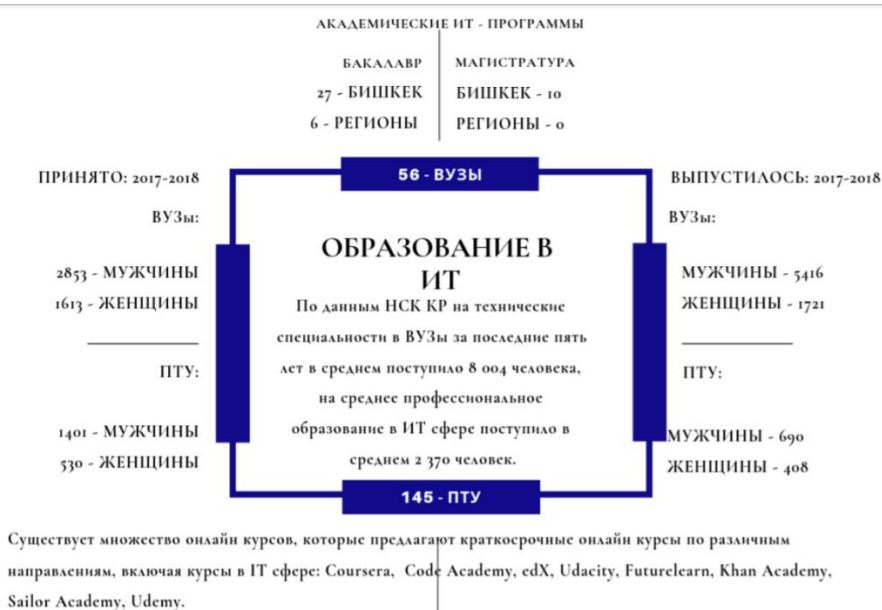 АКАДЕМИЧЕСКИЕ ИТ - ПРОГРАММЫ
БАКАЛАВР
27 - БИШКЕК
6 - РЕГИОНЫ
МАГИСТРАТУРА
БИШКЕК - 10
РЕГИОНЫ - 0
56 - ВУЗЫ
ПРИНЯТО: 2017-2018
ВУЗы:
2853 - МУЖЧИНЫ
1613 - ЖЕНЩИНЫ
ПТУ:
1401 - МУЖЧИНЫ
530 - ЖЕНЩИНЫ
ОБРАЗОВАНИЕ В
ИТ
По данным НСК КР на технические
специальности в ВУЗы за последние пять
лет в среднем поступило 8 004 человека,
на среднее профессиональное
образование в ИТ сфере поступило в
среднем 2 370 человек.
ВЫПУСТИЛОСЬ: 2017-2018
ВУЗы:
МУЖЧИНЫ - 5416
ЖЕНЩИНЫ - 1721
ПТУ:
МУЖЧИНЫ - 690
ЖЕНЩИНЫ - 408
145 - ПТУ
Существует множество онлайн курсов, которые предлагают краткосрочные онлайн курсы по различным
направлениям, включая курсы в IT сфере: Coursera, Code Academy, edX, Udacity, Futurelearn, Khan Academy,
Sailor Academy, Udemy.